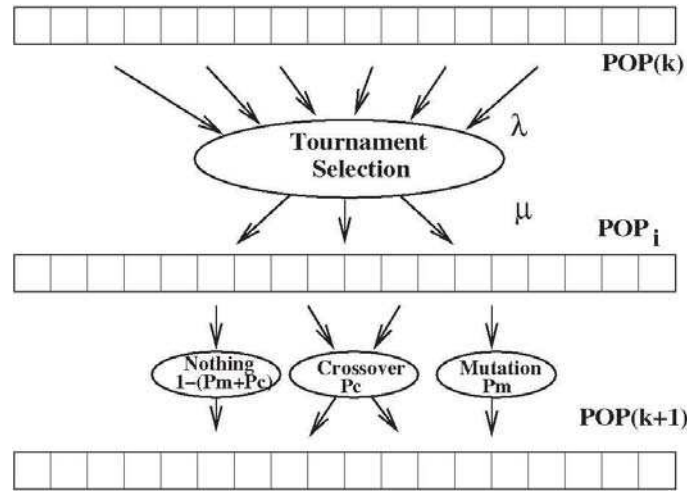 POP(k)
λ
Tournament
Selection
μ
POP i
Nothing
1-(Pm+Pc)
Crossover
Pc
Mutation
Pm
POP(k+1)